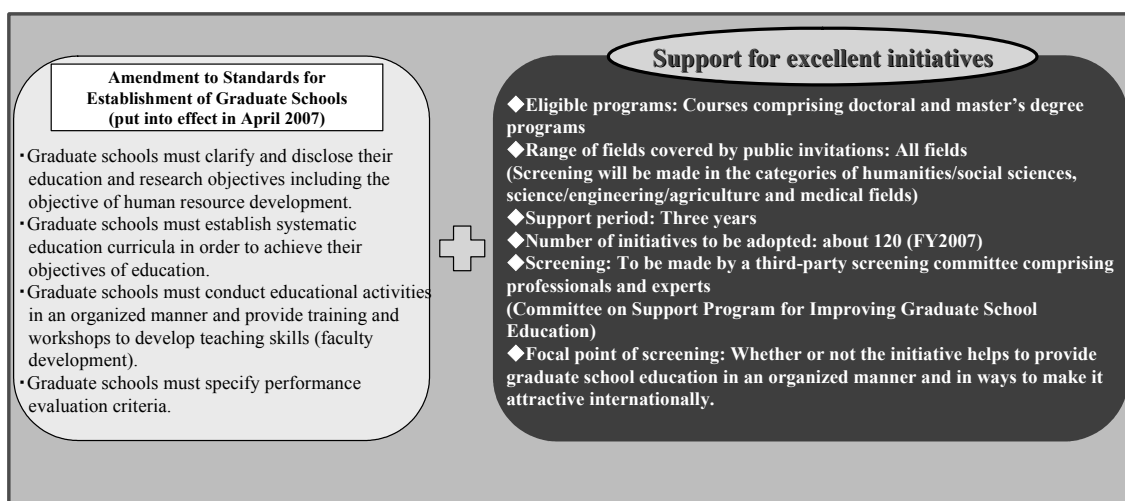 Amendment to Standards for
Establishment of Graduate Schools
(put into effect in April 2007)
・Graduate schools must clarify and disclose their
education and research objectives including the
objective of human resource development.
・Graduate schools must establish systematic
education curricula in order to achieve their
objectives of education.
・Graduate schools must conduct educational activities
in an organized manner and provide training and
workshops to develop teaching skills (faculty
development).
・Graduate schools must specify performance
evaluation criteria.
Support for excellent initiatives
◆Eligible programs: Courses comprising doctoral and master’s degree
programs
◆Range of fields covered by public invitations: All fields
(Screening will be made in the categories of humanities/social sciences,
science/engineering/agriculture and medical fields)
◆Support period: Three years
◆Number of initiatives to be adopted: about 120 (FY2007)
◆Screening: To be made by a third-party screening committee comprising
professionals and experts
(Committee on Support Program for Improving Graduate School
Education)
◆Focal point of screening: Whether or not the initiative helps to provide
graduate school education in an organized manner and in ways to make it
attractive internationally.